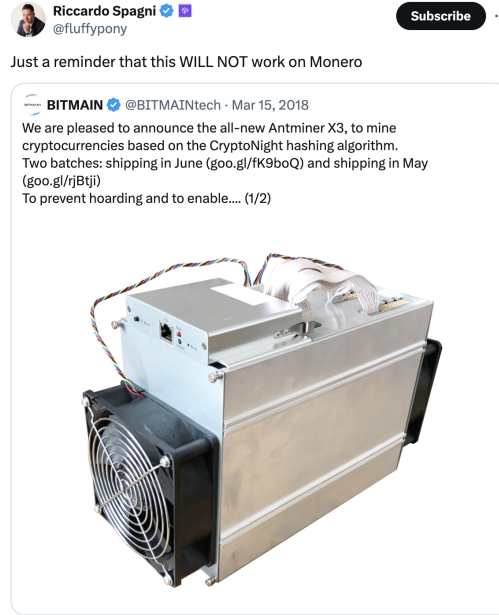 Riccardo Spagni
@fluffypony
Subscribe
Just a reminder that this WILL NOT work on Monero
BITMAIN @BITMAINtech · Mar 15, 2018
We are pleased to announce the all-new Antminer X3, to mine
cryptocurrencies based on the CryptoNight hashing algorithm.
Two batches: shipping in June (goo.gl/fK9boQ) and shipping in May
(goo.gl/rjBtji)
To prevent hoarding and to enable.... (1/2)